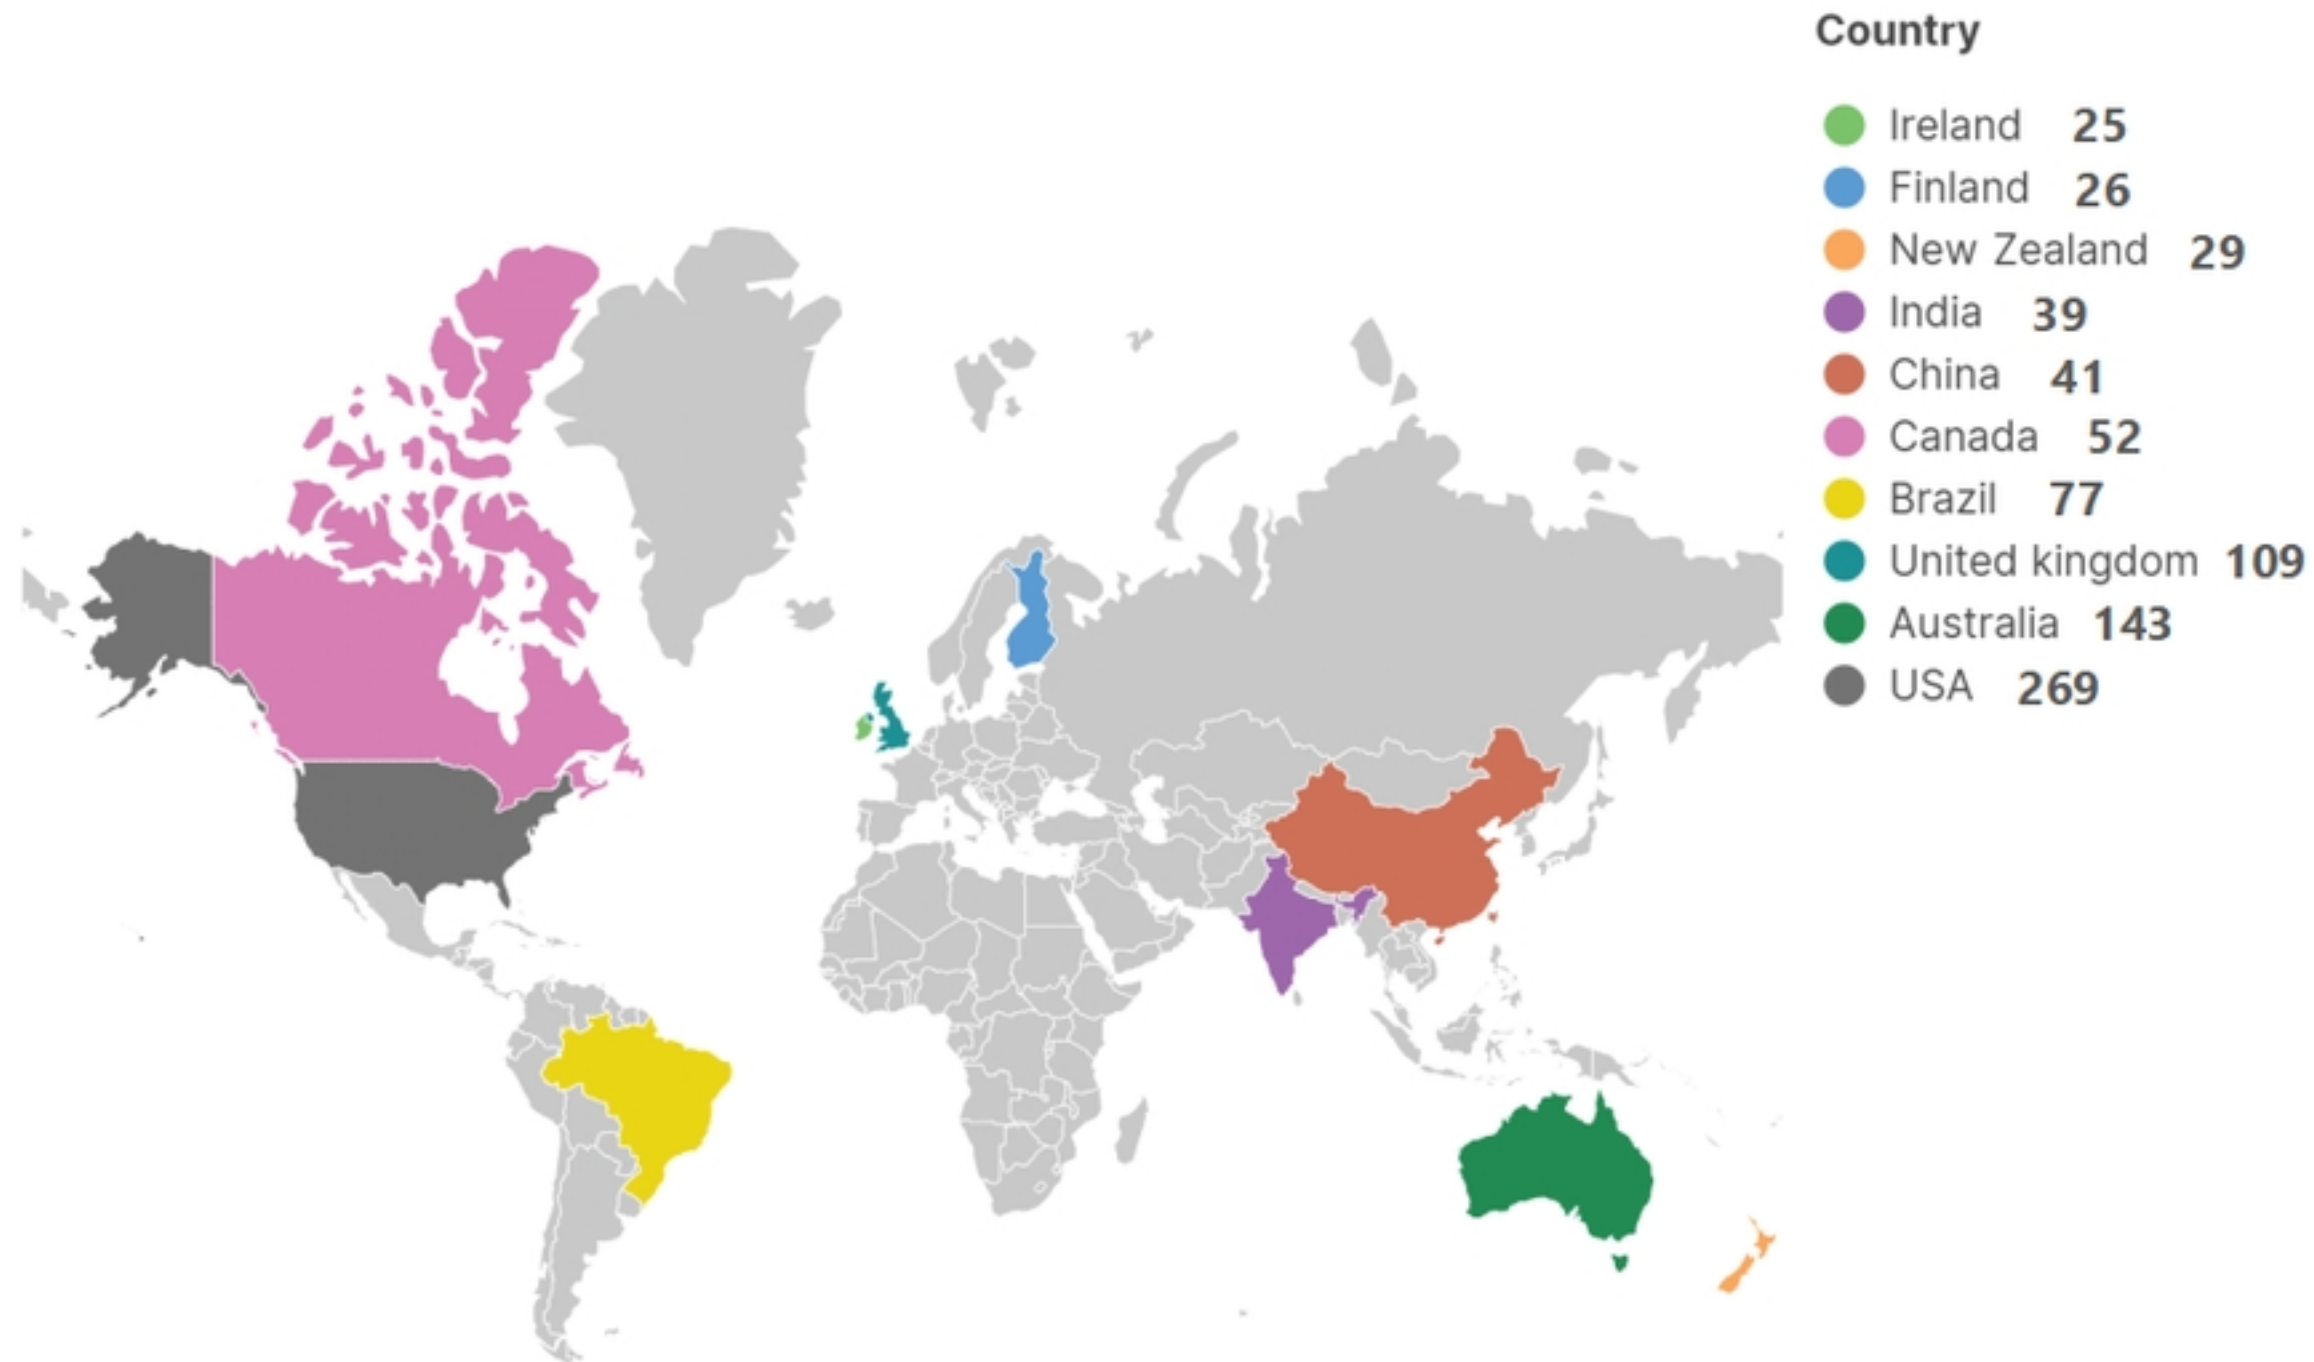 Country
Ireland 25
Finland 26
New Zealand 29
India 39
China 41
Canada 52
Brazil 77
United kingdom 109
Australia 143
USA 269